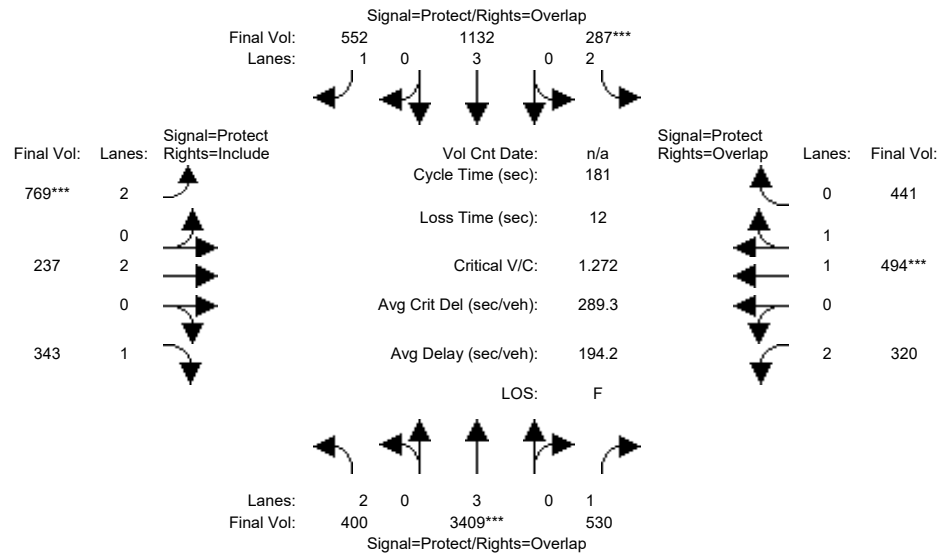 Signal=Protect/Rights=Overlap
Final Vol: 552 1132 287***
Lanes: 1 0 3 0 2
Signal=Protect Signal=Protect
Final Vol: Lanes: Rights=Include Vol Cnt Date: n/a Rights=Overlap Lanes: Final Vol:
Cycle Time (sec): 181
769*** 2 0 441
Loss Time (sec): 12
0 1
237 2 Critical V/C: 1.272 1 494***
0 Avg Crit Del (sec/veh): 289.3 0
343 1 Avg Delay (sec/veh): 194.2 2 320
LOS: F
Lanes: 2 0 3 0 1
Final Vol: 400 3409*** 530
Signal=Protect/Rights=Overlap